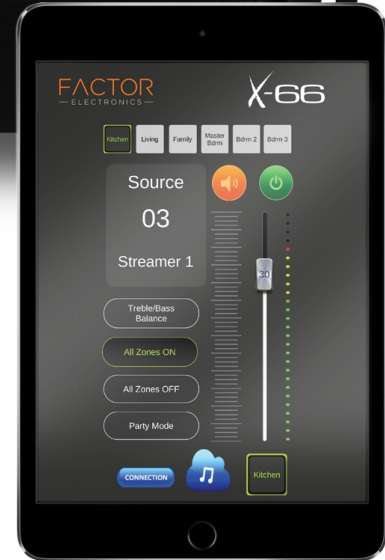 FACTOR
ELECTRONICS
X-66
Kitchen
Living
Family
Master
Bdrm
Bdrm 2
Bdrm 3
Source
03
Streamer 1
30
Treble/Bass
Balance
All Zones ON
All Zones OFF
Party Mode
CONNECTION
Kitchen